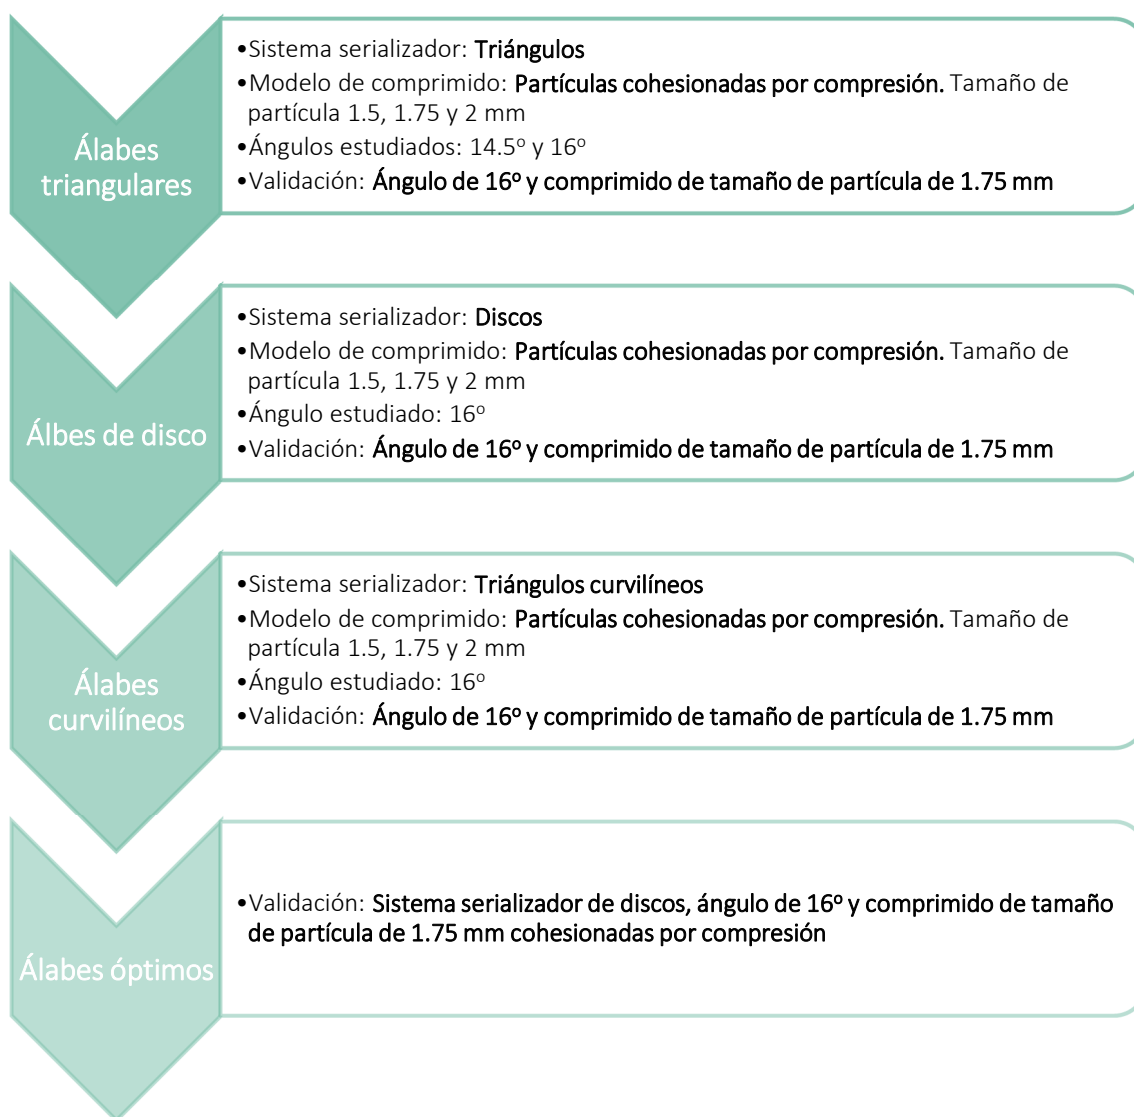 Álabes
triangulares
•Sistema serializador: Triángulos
•Modelo de comprimido: Partículas cohesionadas por compresión. Tamaño de
partícula 1.5, 1.75 y 2 mm
•Ángulos estudiados: 14.5º y 16º
•Validación: Ángulo de 16º y comprimido de tamaño de partícula de 1.75 mm
Álbes de disco
•Sistema serializador: Discos
•Modelo de comprimido: Partículas cohesionadas por compresión. Tamaño de
partícula 1.5, 1.75 y 2 mm
•Ángulo estudiado: 16º
•Validación: Ángulo de 16º y comprimido de tamaño de partícula de 1.75 mm
Álabes
curvilíneos
•Sistema serializador: Triángulos curvilíneos
•Modelo de comprimido: Partículas cohesionadas por compresión. Tamaño de
partícula 1.5, 1.75 y 2 mm
•Ángulo estudiado: 16º
•Validación: Ángulo de 16º y comprimido de tamaño de partícula de 1.75 mm
Álabes óptimos
•Validación: Sistema serializador de discos, ángulo de 16º y comprimido de tamaño
de partícula de 1.75 mm cohesionadas por compresión